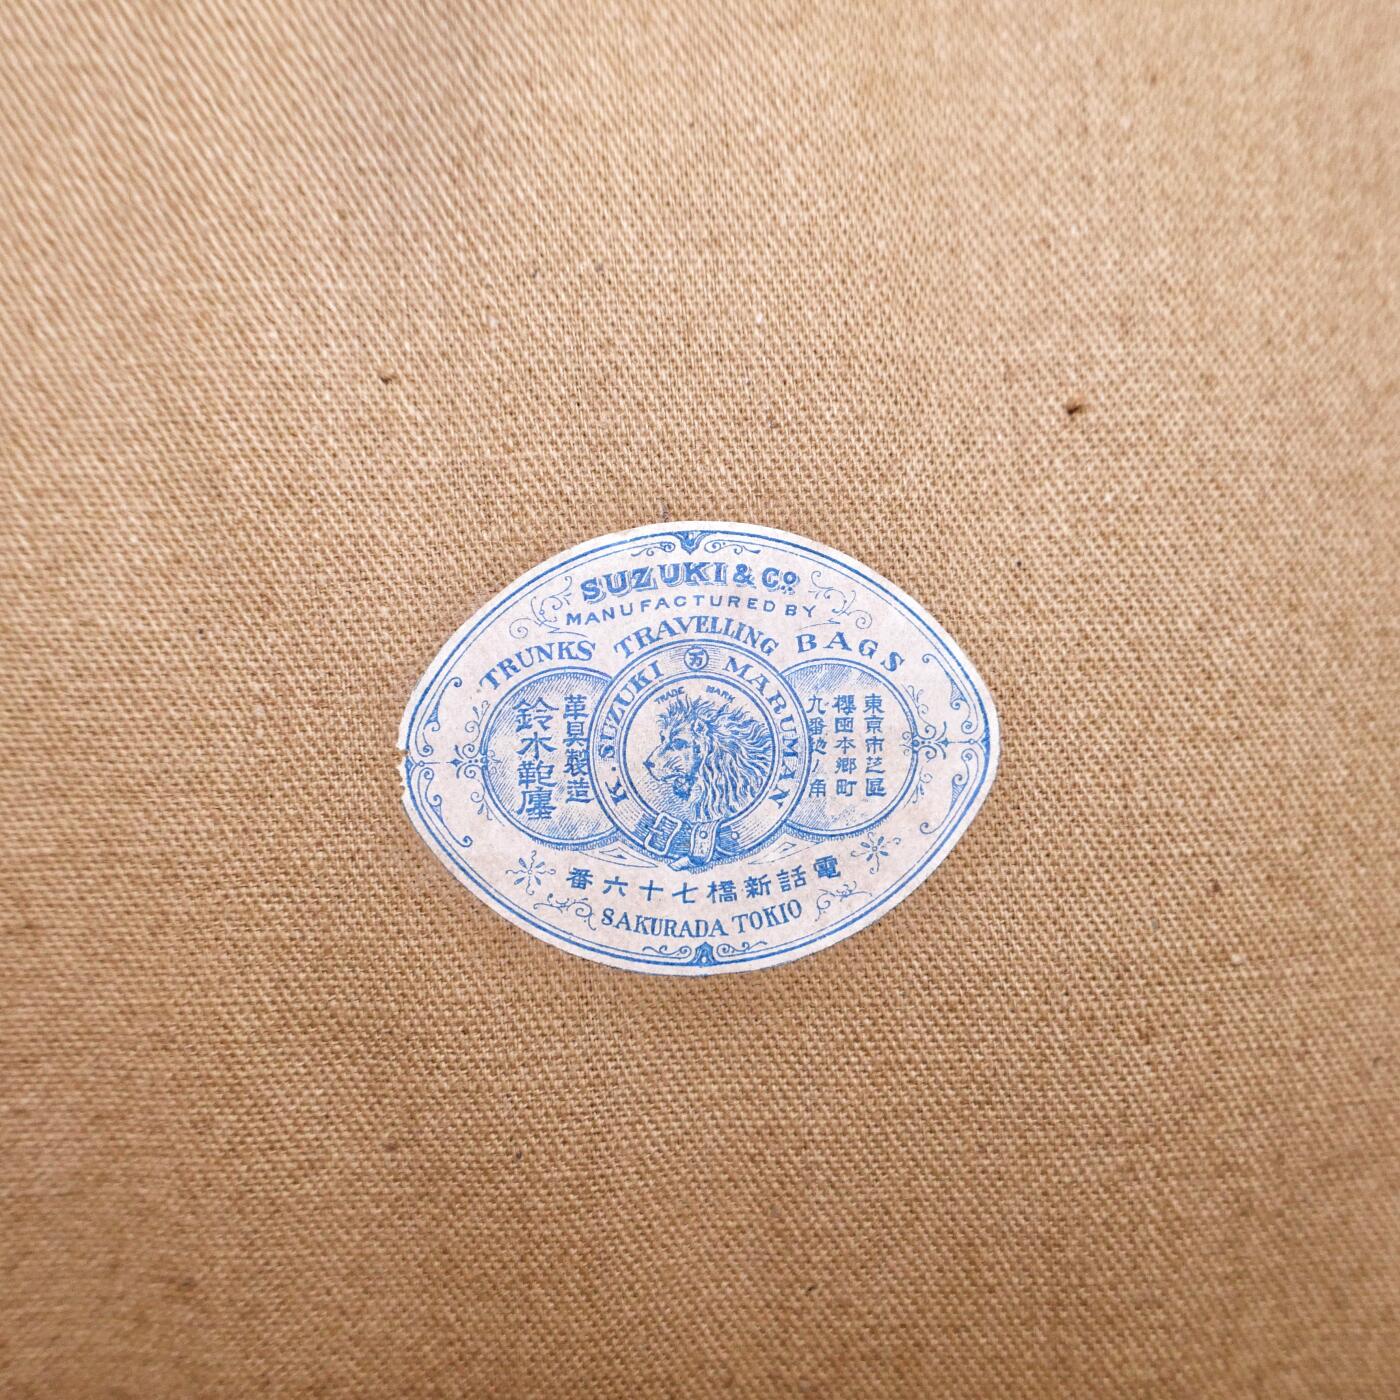 SUZUKI & Cº
MANUFACTURED BY
TRUNKS TRAVELLING BAGS
K. SUZUKI 万 MARUMAN
TRADE MARK
東京市芝區
櫻田本郷町
九番地ノ角
革具製造
鈴木鞄廛
電話新橋七十六番
SAKURADA TOKIO